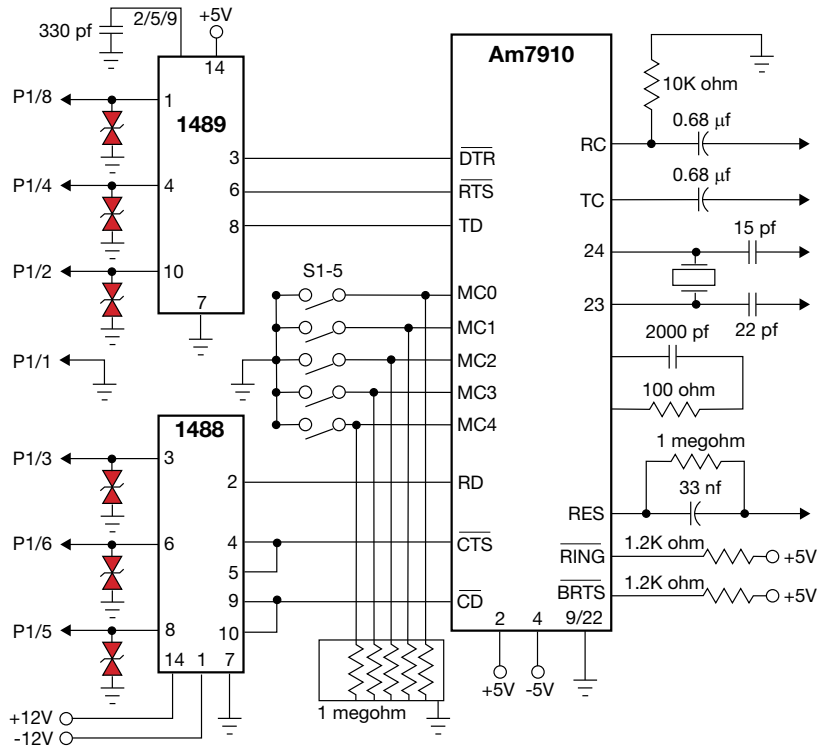 330 pf
2/5/9
+5V
14
Am7910
10K ohm
P1/8
1
1489
0.68 µf
3
DTR
RC
P1/4
4
6
RTS
0.68 µf
TC
8
TD
15 pf
24
P1/2
10
S1-5
MC0
7
23
22 pf
MC1
2000 pf
P1/1
MC2
MC3
100 ohm
1488
MC4
1 megohm
P1/3
3
2
RD
33 nf
RES
P1/6
6
4
CTS
1.2K ohm
RING
+5V
5
9
CD
1.2K ohm
BRTS
+5V
P1/5
8
10
2
4
9/22
14
1
7
+5V
-5V
1 megohm
+12V
-12V